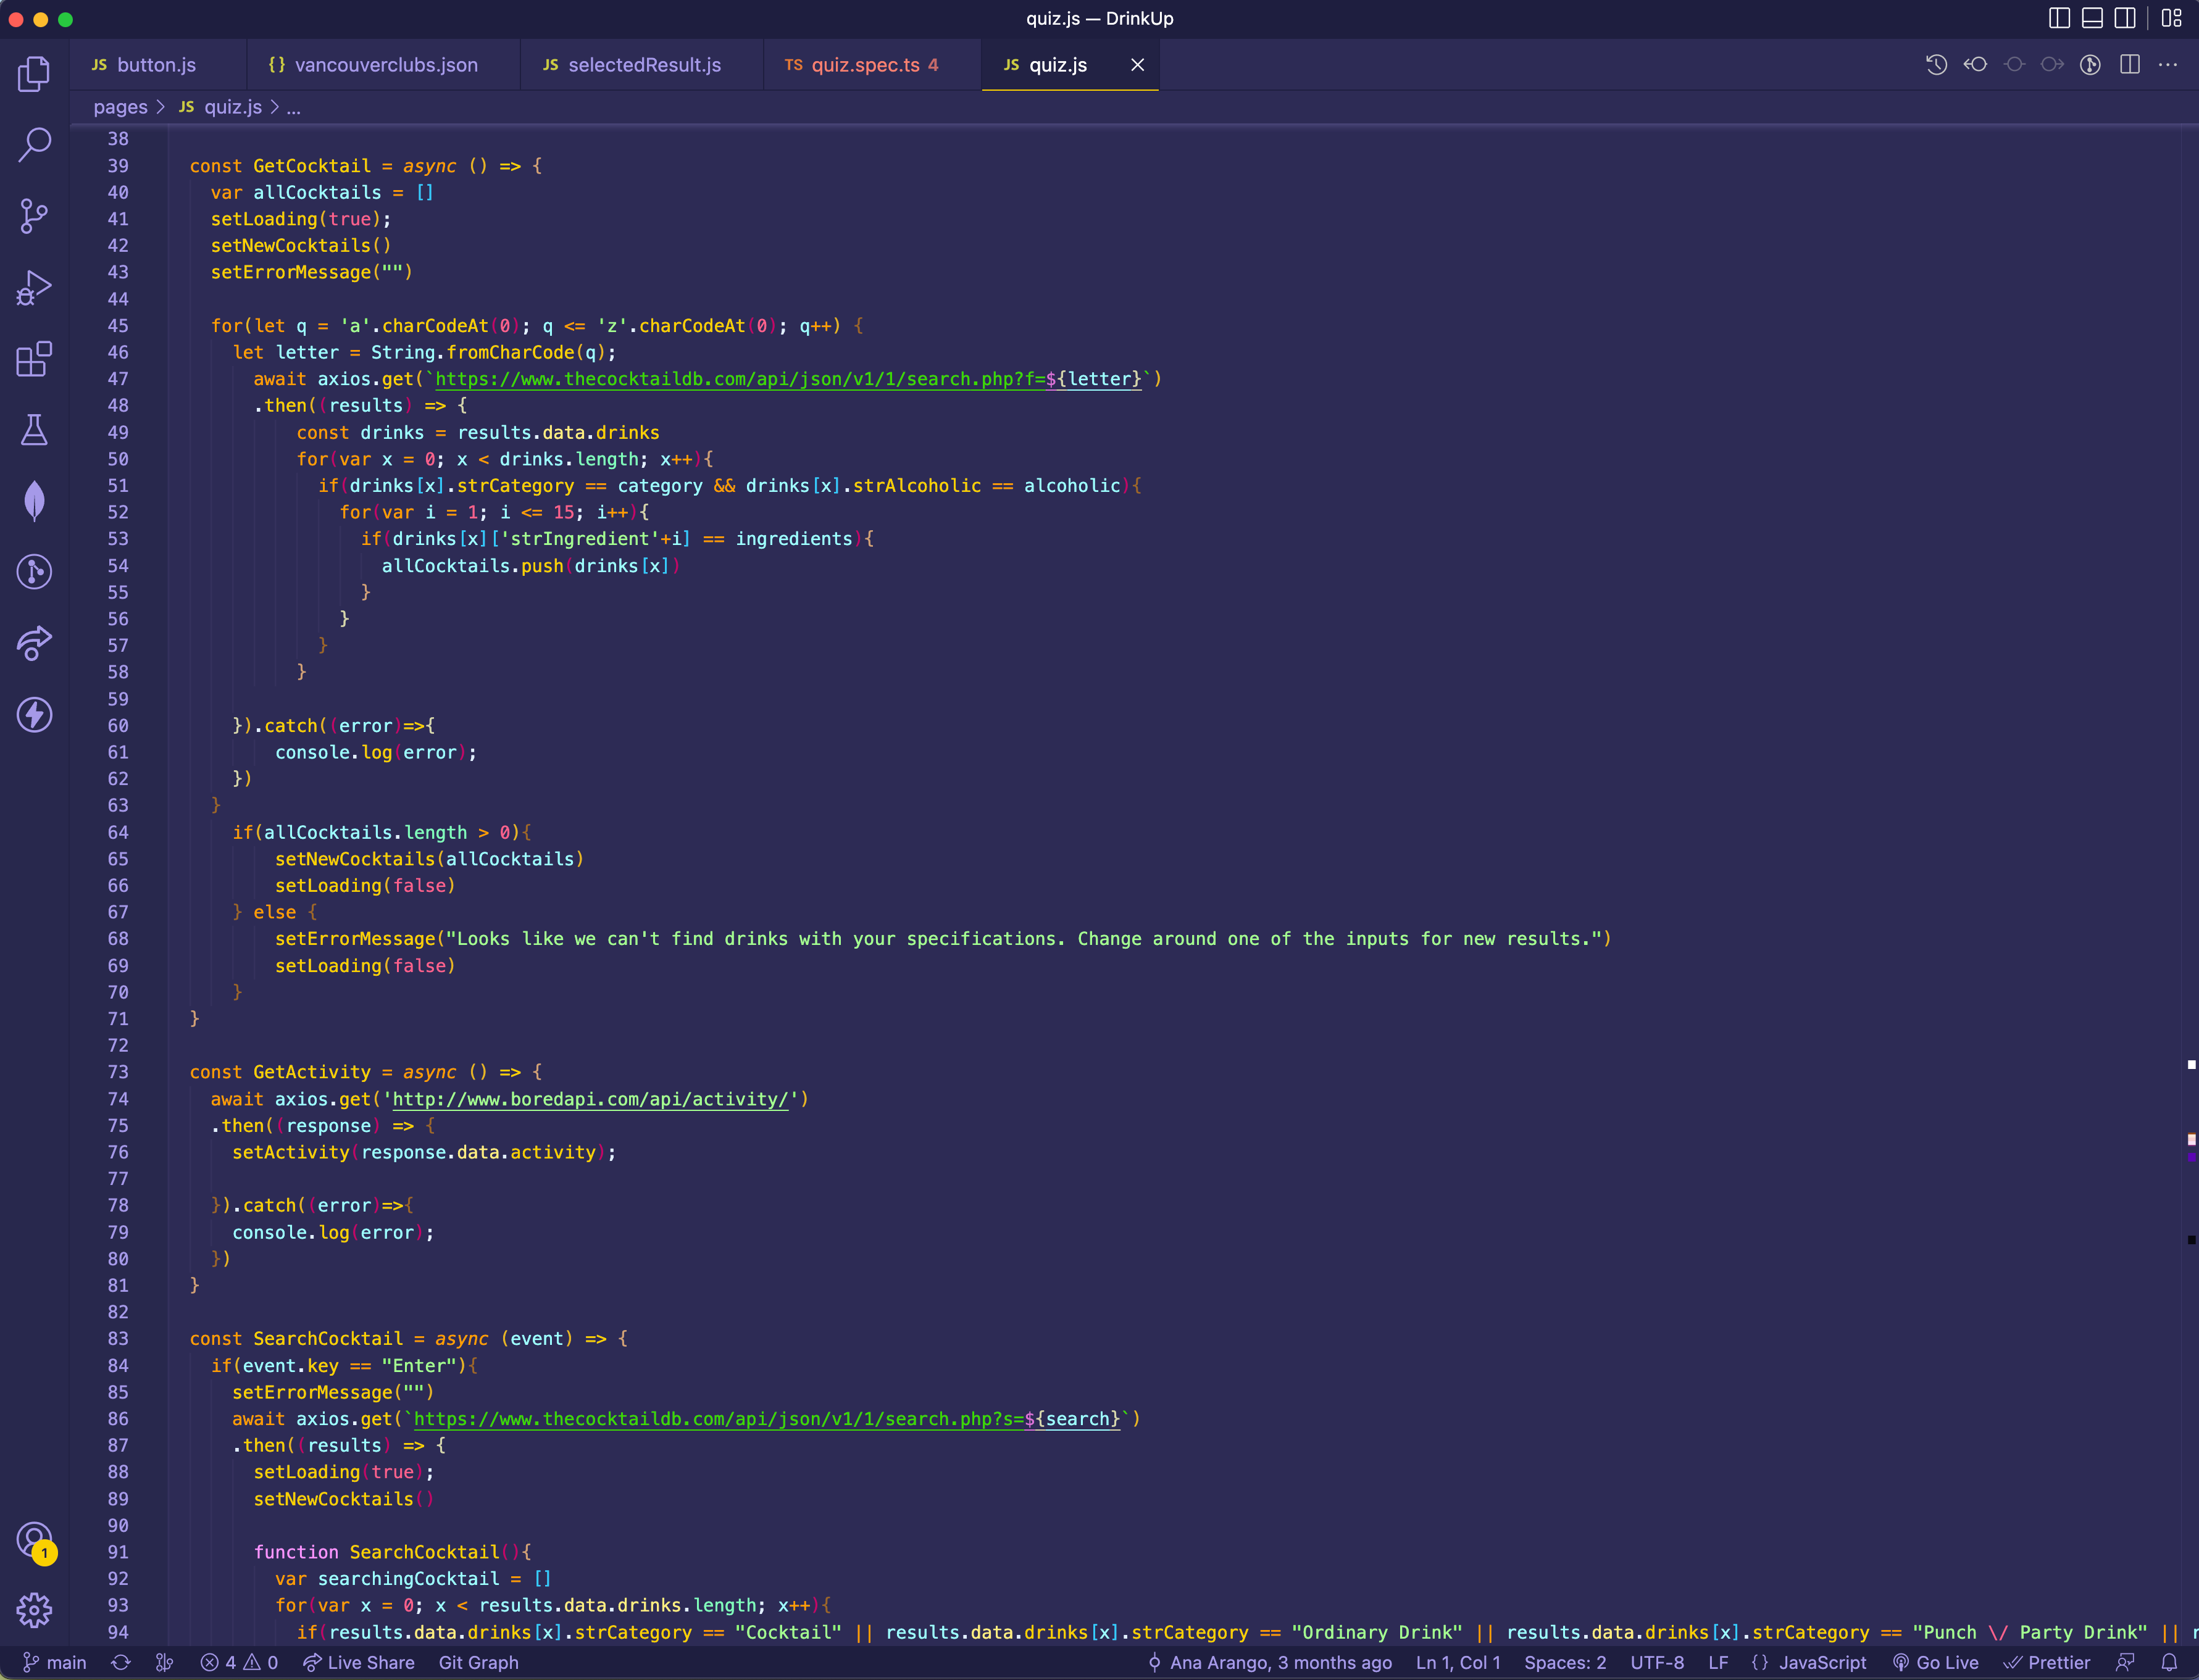 quiz.js — DrinkUp
JS button.js {} vancouverclubs.json JS selectedResult.js TS quiz.spec.ts 4 JS quiz.js
pages > JS quiz.js > ...
38
39 const GetCocktail = async () => {
40 var allCocktails = []
41 setLoading(true);
42 setNewCocktails()
43 setErrorMessage("")
44
45 for(let q = 'a'.charCodeAt(0); q <= 'z'.charCodeAt(0); q++) {
46 let letter = String.fromCharCode(q);
47 await axios.get(`https://www.thecocktaildb.com/api/json/v1/1/search.php?f=${letter}`)
48 .then((results) => {
49 const drinks = results.data.drinks
50 for(var x = 0; x < drinks.length; x++){
51 if(drinks[x].strCategory == category && drinks[x].strAlcoholic == alcoholic){
52 for(var i = 1; i <= 15; i++){
53 if(drinks[x]['strIngredient'+i] == ingredients){
54 allCocktails.push(drinks[x])
55 }
56 }
57 }
58 }
59
60 }).catch((error)=>{
61 console.log(error);
62 })
63 }
64 if(allCocktails.length > 0){
65 setNewCocktails(allCocktails)
66 setLoading(false)
67 } else {
68 setErrorMessage("Looks like we can't find drinks with your specifications. Change around one of the inputs for new results.")
69 setLoading(false)
70 }
71 }
72
73 const GetActivity = async () => {
74 await axios.get('http://www.boredapi.com/api/activity/')
75 .then((response) => {
76 setActivity(response.data.activity);
77
78 }).catch((error)=>{
79 console.log(error);
80 })
81 }
82
83 const SearchCocktail = async (event) => {
84 if(event.key == "Enter"){
85 setErrorMessage("")
86 await axios.get(`https://www.thecocktaildb.com/api/json/v1/1/search.php?s=${search}`)
87 .then((results) => {
88 setLoading(true);
89 setNewCocktails()
90
91 function SearchCocktail(){
92 var searchingCocktail = []
93 for(var x = 0; x < results.data.drinks.length; x++){
94 if(results.data.drinks[x].strCategory == "Cocktail" || results.data.drinks[x].strCategory == "Ordinary Drink" || results.data.drinks[x].strCategory == "Punch \/ Party Drink" || r
1
main 4 0 Live Share Git Graph Ana Arango, 3 months ago Ln 1, Col 1 Spaces: 2 UTF-8 LF {} JavaScript Go Live Prettier